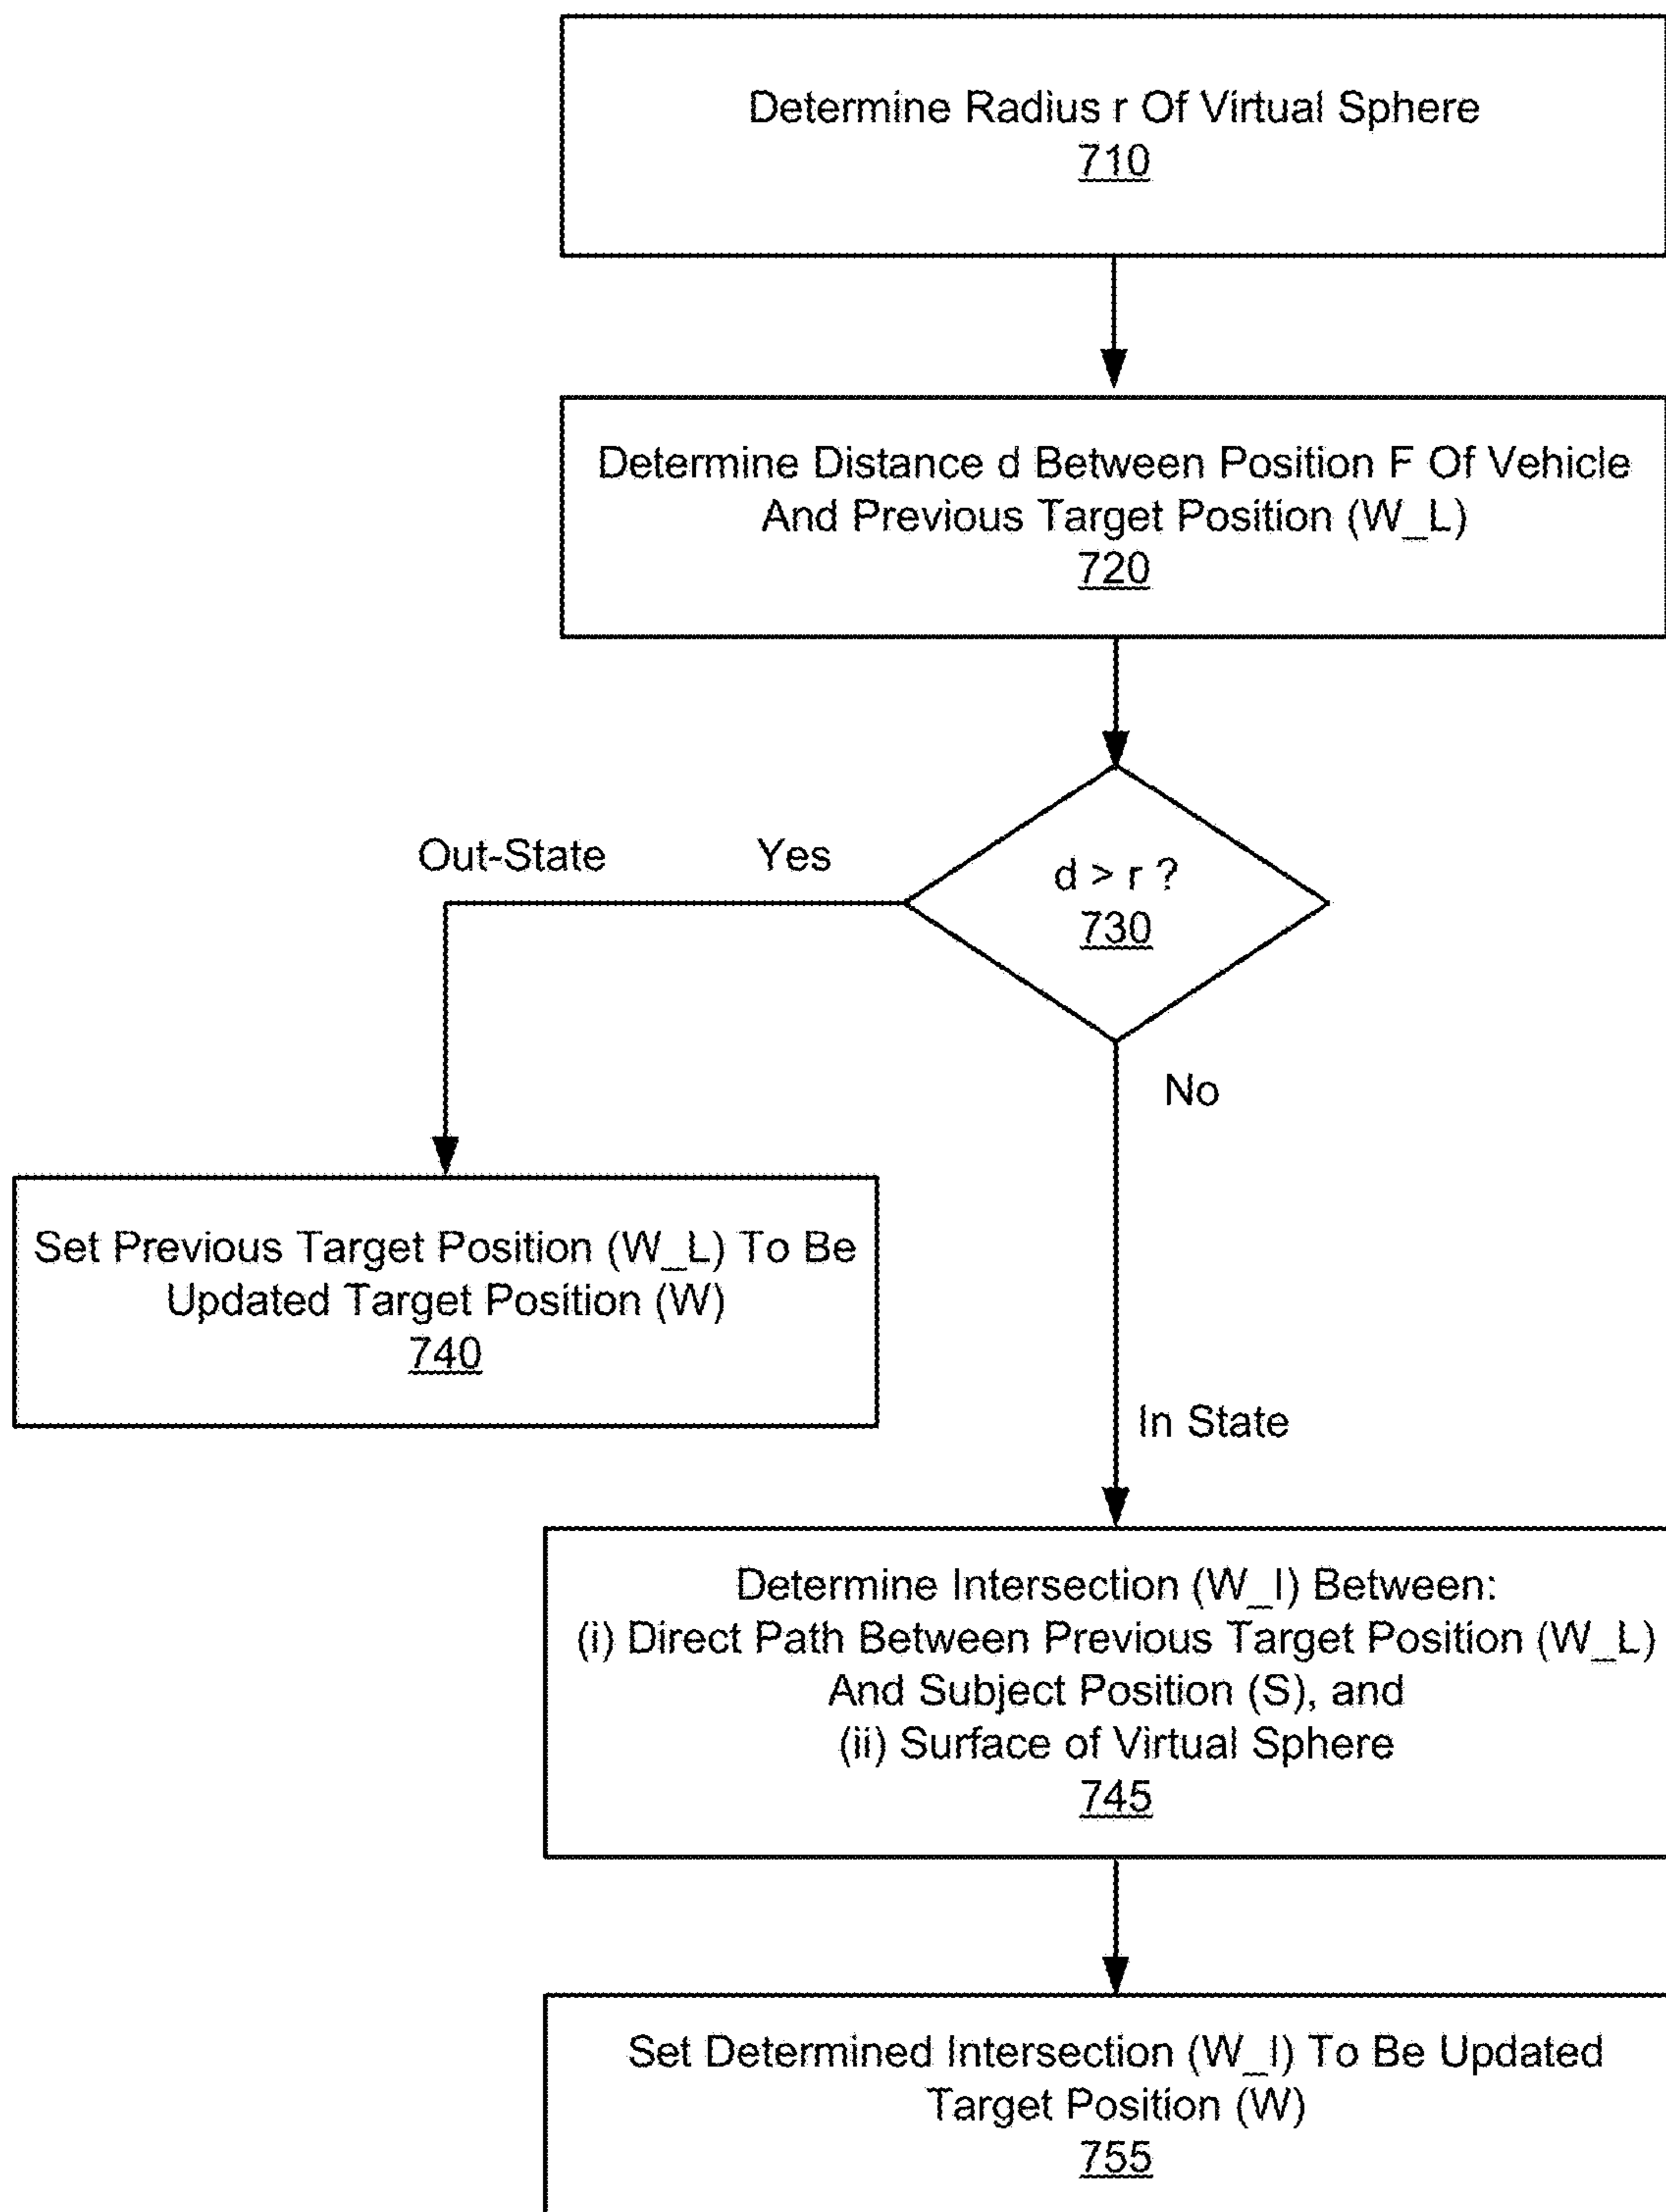 Determine Radius r Of Virtual Sphere
710
Determine Distance d Between Position F Of Vehicle
And Previous Target Position (W_L)
720
Out-State
Yes
d > r ?
730
No
Set Previous Target Position (W_L) To Be
Updated Target Position (W)
740
In State
Determine Intersection (W_I) Between:
(i) Direct Path Between Previous Target Position (W_L)
And Subject Position (S), and
(ii) Surface of Virtual Sphere
745
Set Determined Intersection (W_I) To Be Updated
Target Position (W)
755